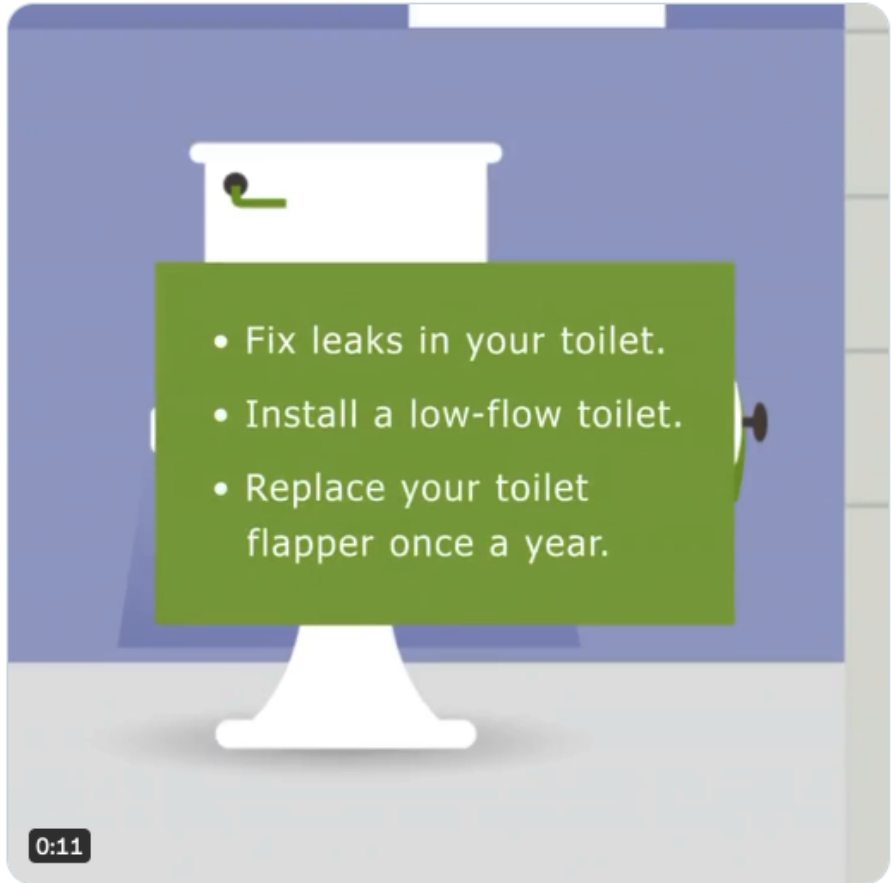 • Fix leaks in your toilet.
• Install a low-flow toilet.
• Replace your toilet
flapper once a year.
0:11